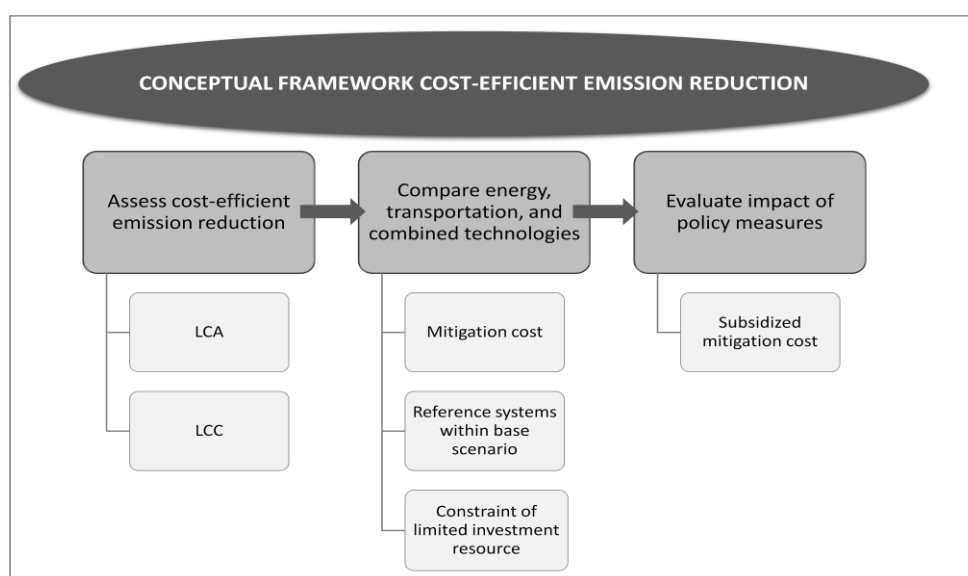 CONCEPTUAL FRAMEWORK COST-EFFICIENT EMISSION REDUCTION
Assess cost-efficient
emission reduction
LCA
LCC
Compare energy,
transportation, and
combined technologies
Mitigation cost
Reference systems
within base
scenario
Constraint of
limited investment
resource
Evaluate impact of
policy measures
Subsidized
mitigation cost